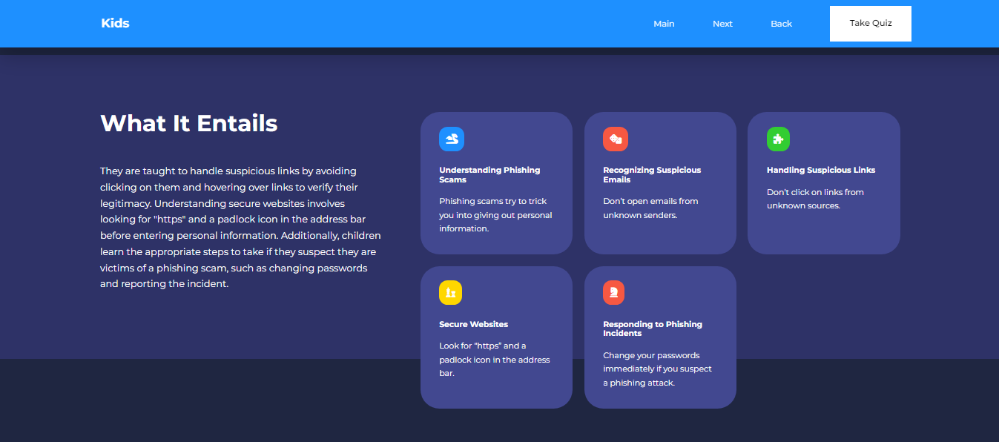 Kids
Main
Next
Back
Take Quiz
What It Entails
They are taught to handle suspicious links by avoiding
clicking on them and hovering over links to verify their
legitimacy. Understanding secure websites involves
looking for "https" and a padlock icon in the address bar
before entering personal information. Additionally, children
learn the appropriate steps to take if they suspect they are
victims of a phishing scam, such as changing passwords
and reporting the incident.
Understanding Phishing
Scams
Phishing scams try to trick
you into giving out personal
information.
Recognizing Suspicious
Emails
Don't open emails from
unknown senders.
Handling Suspicious Links
Don't click on links from
unknown sources.
Secure Websites
Look for "https" and a
padlock icon in the address
bar.
Responding to Phishing
Incidents
Change your passwords
immediately if you suspect
a phishing attack.